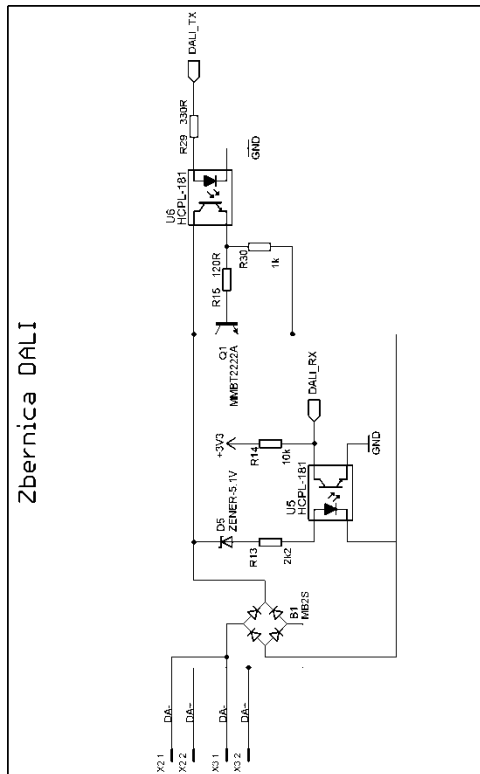 Zbernica DALI
X2 1 DA-
X2 2 DA~
X3 1 DA-
X3 2 DA~
B1
MB2S
D5
ZENER-5.1V
R13
2k2
+3V3
R14
10k
U5
HCPL-181
GND
DALI_RX
Q1
MMBT2222A
R15 120R
R30
1k
U6
HCPL-181
GND
R29 330R
DALI_TX